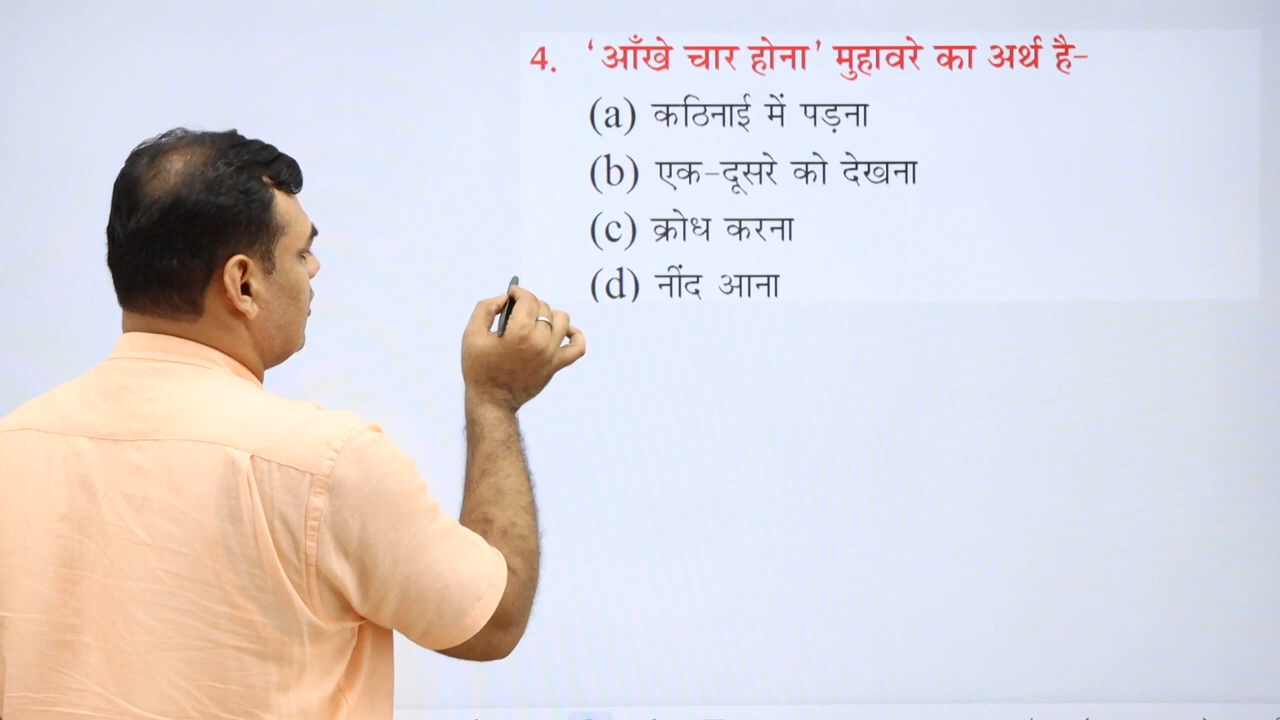 4. ‘आँखे चार होना’ मुहावरे का अर्थ है-
(a) कठिनाई में पड़ना
(b) एक-दूसरे को देखना
(c) क्रोध करना
(d) नींद आना